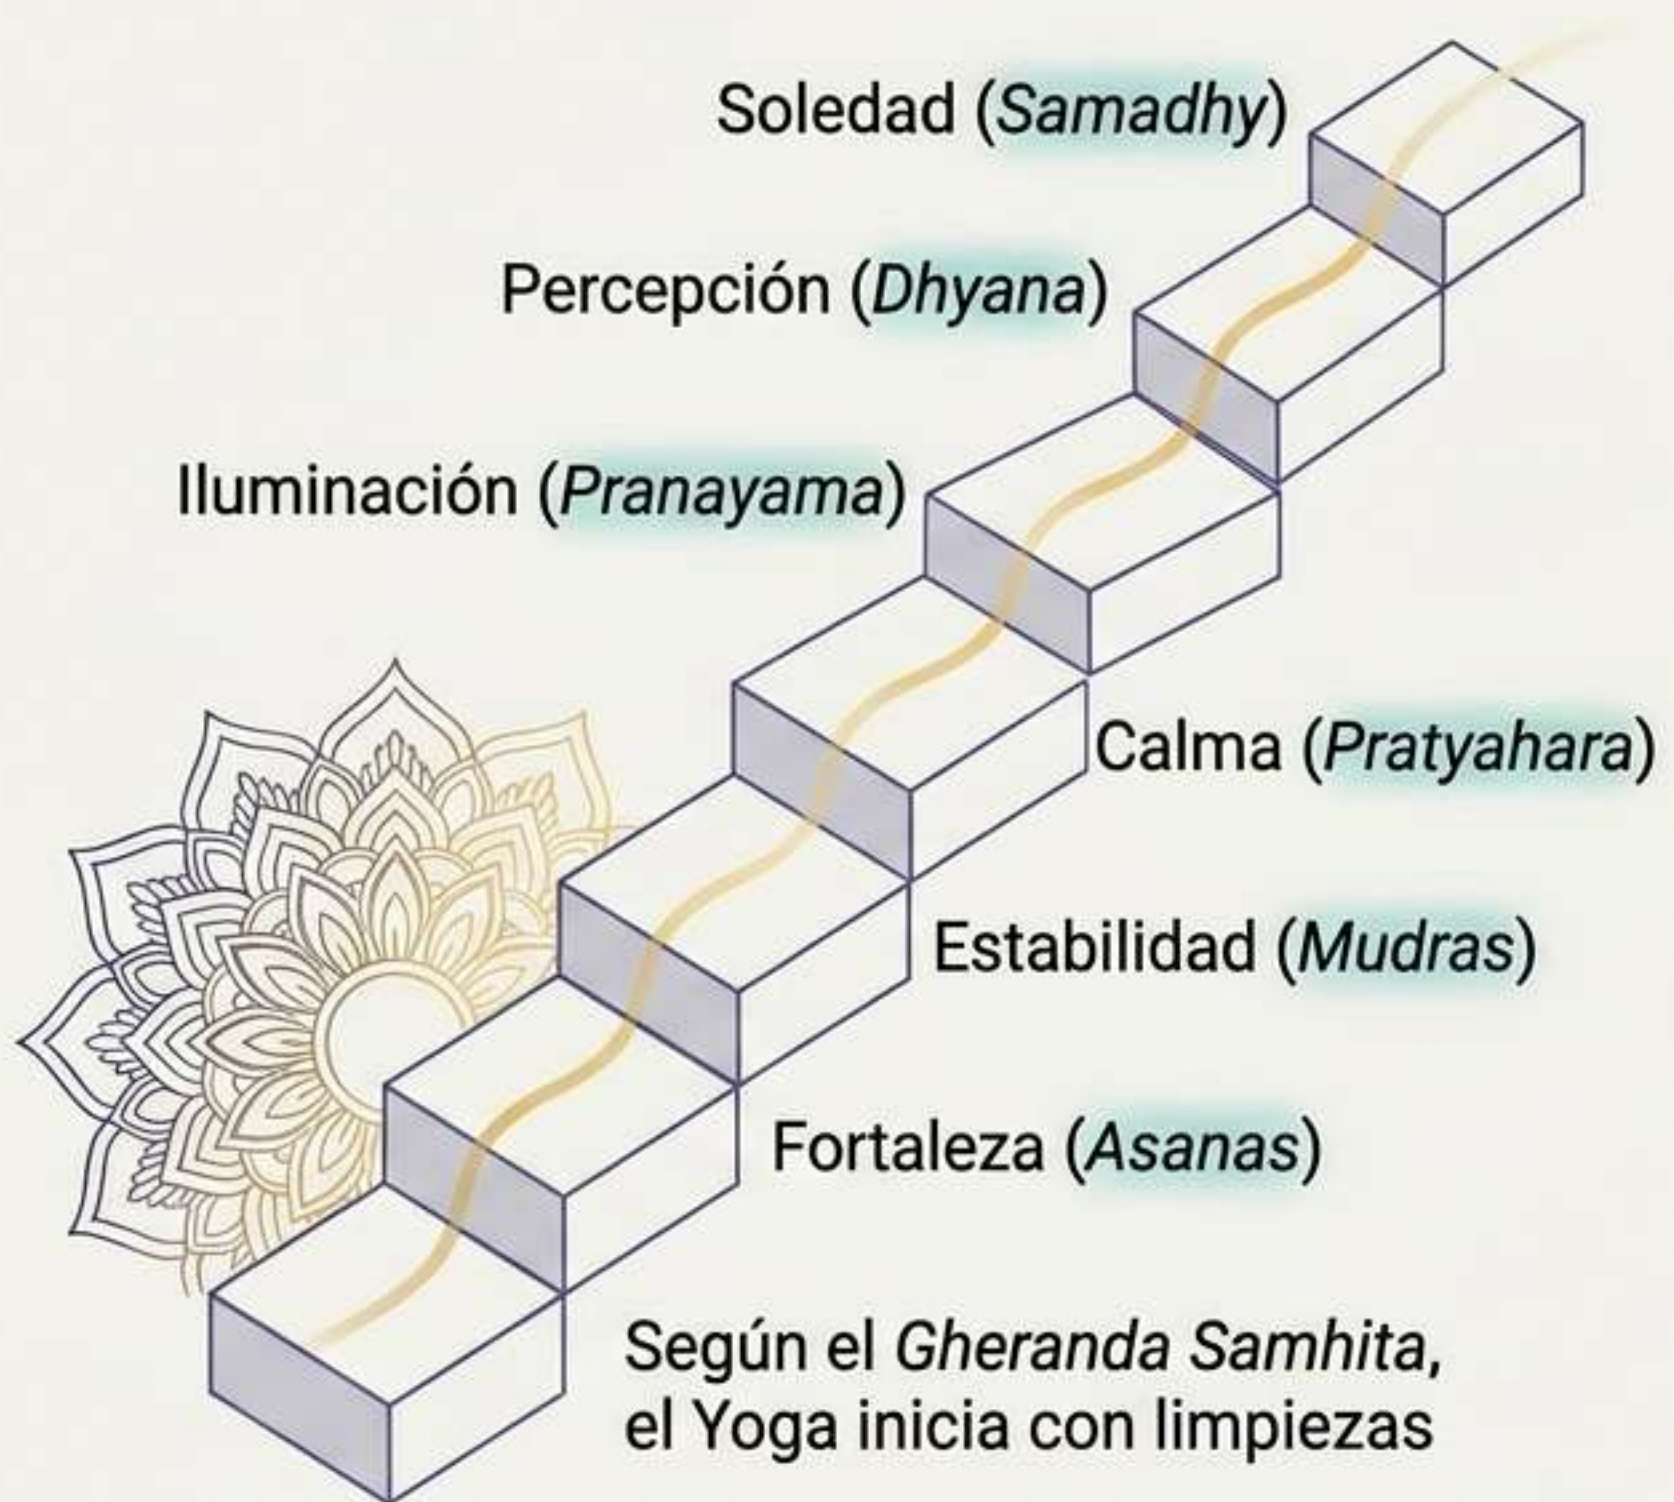 Soledad (Samadhy)
Percepción (Dhyana)
Iluminación (Pranayama)
Calma (Pratyahara)
Estabilidad (Mudras)
Fortaleza (Asanas)
Según el Gheranda Samhita,
el Yoga inicia con limpiezas